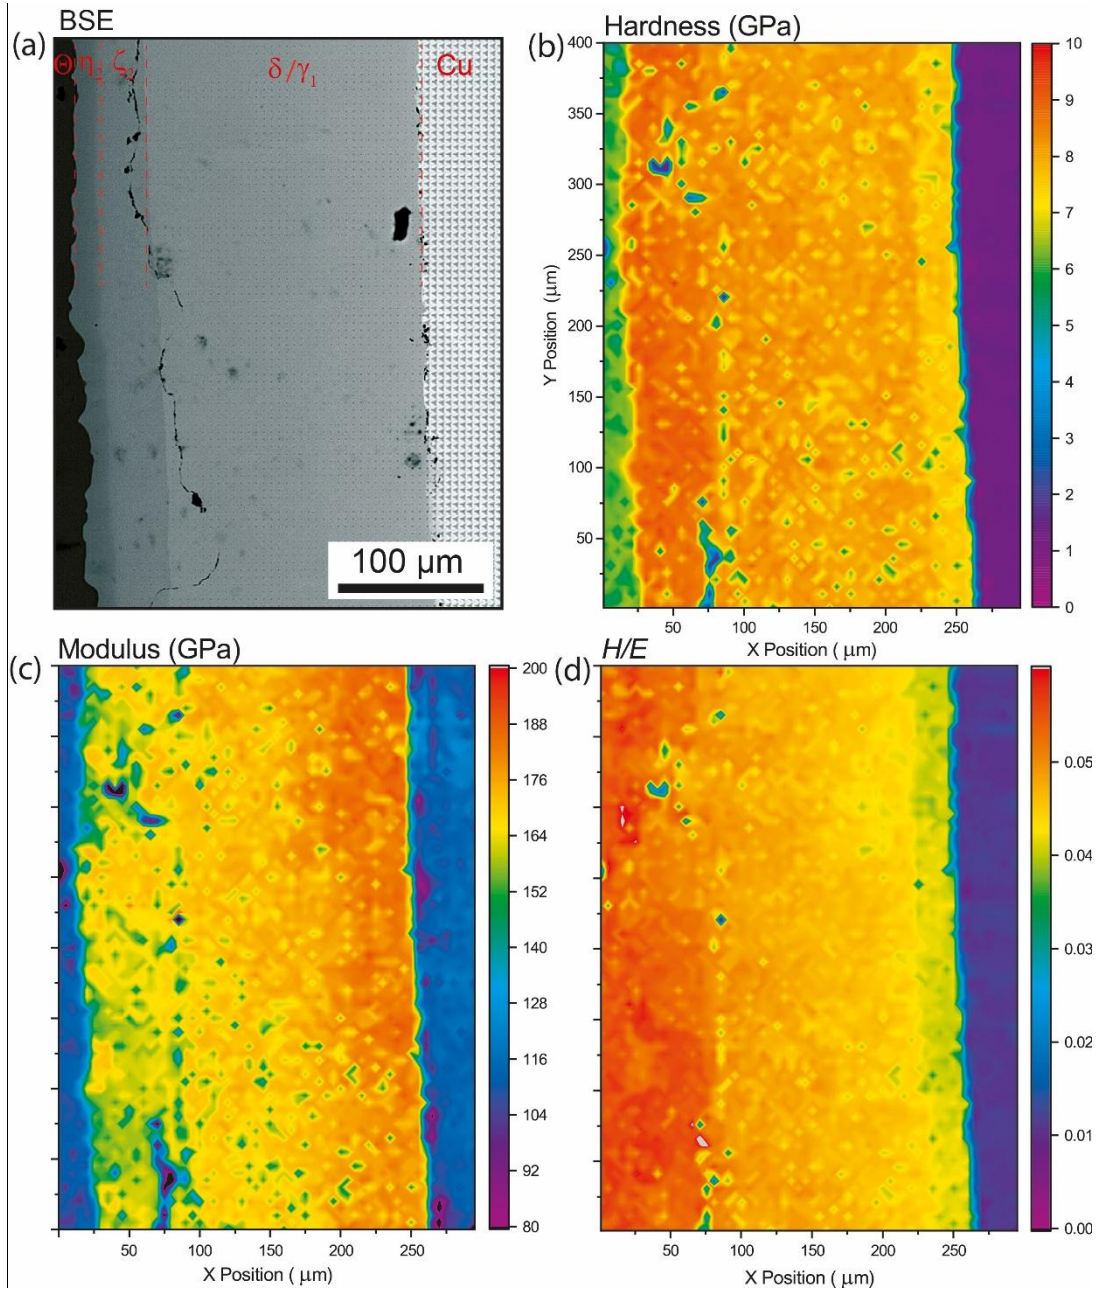 BSE
(a)
Θ η₂ ζ₂ δ/γ₁ Cu
100 μm
(b) Hardness (GPa)
400
350
300
250
200
150
100
50
Y Position (μm)
50 100 150 200 250
X Position ( μm)
10
9
8
7
6
5
4
3
2
1
0
(c) Modulus (GPa)
50 100 150 200 250
X Position ( μm)
200
188
176
164
152
140
128
116
104
92
80
(d) H/E
50 100 150 200 250
X Position ( μm)
0.05
0.04
0.03
0.02
0.01
0.00